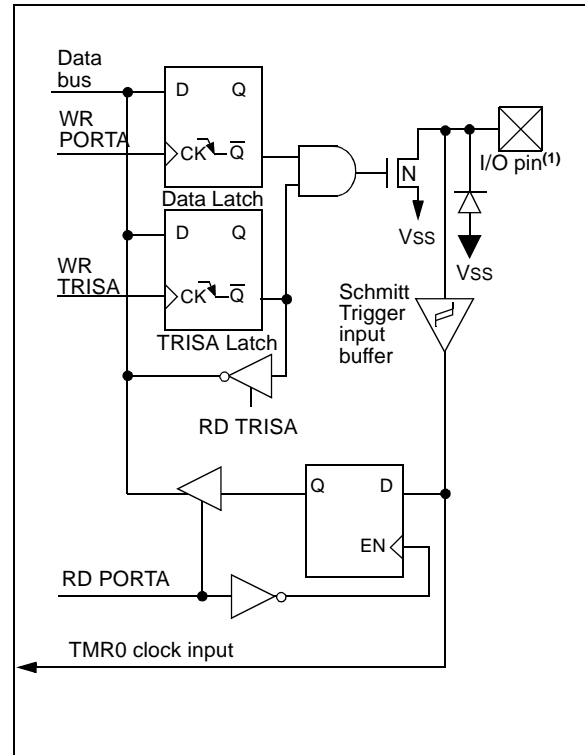 Data
bus
D Q
WR
PORTA
CK Q
N
I/O pin(1)
Data Latch
VSS
VSS
D Q
WR
TRISA
CK Q
Schmitt
Trigger
input
buffer
TRISA Latch
RD TRISA
Q D
EN
RD PORTA
TMR0 clock input